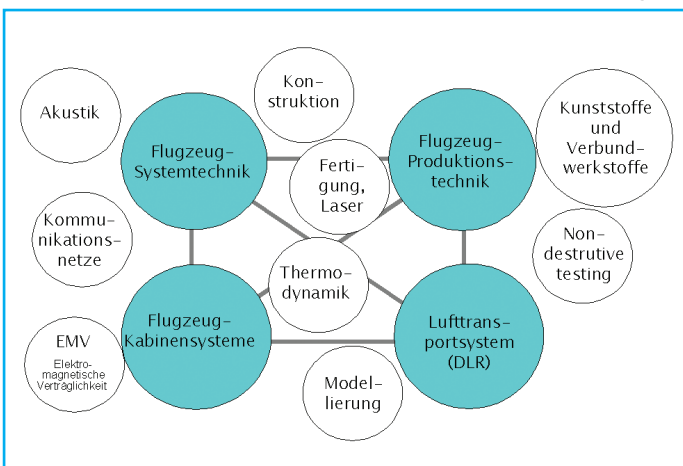 Akustik
Kon-
struktion
Kunststoffe
und
Verbund-
werkstoffe
Flugzeug-
Systemtechnik
Flugzeug-
Produktions-
technik
Ferti-
gung,
Laser
Kommu-
nikations-
netze
Non-
destrutive
testing
Thermo-
dynamik
Flugzeug-
Kabinensysteme
Lufttrans-
portsystem
(DLR)
EMV
Elektro-
magnetische
Verträglichkeit
Model-
lierung